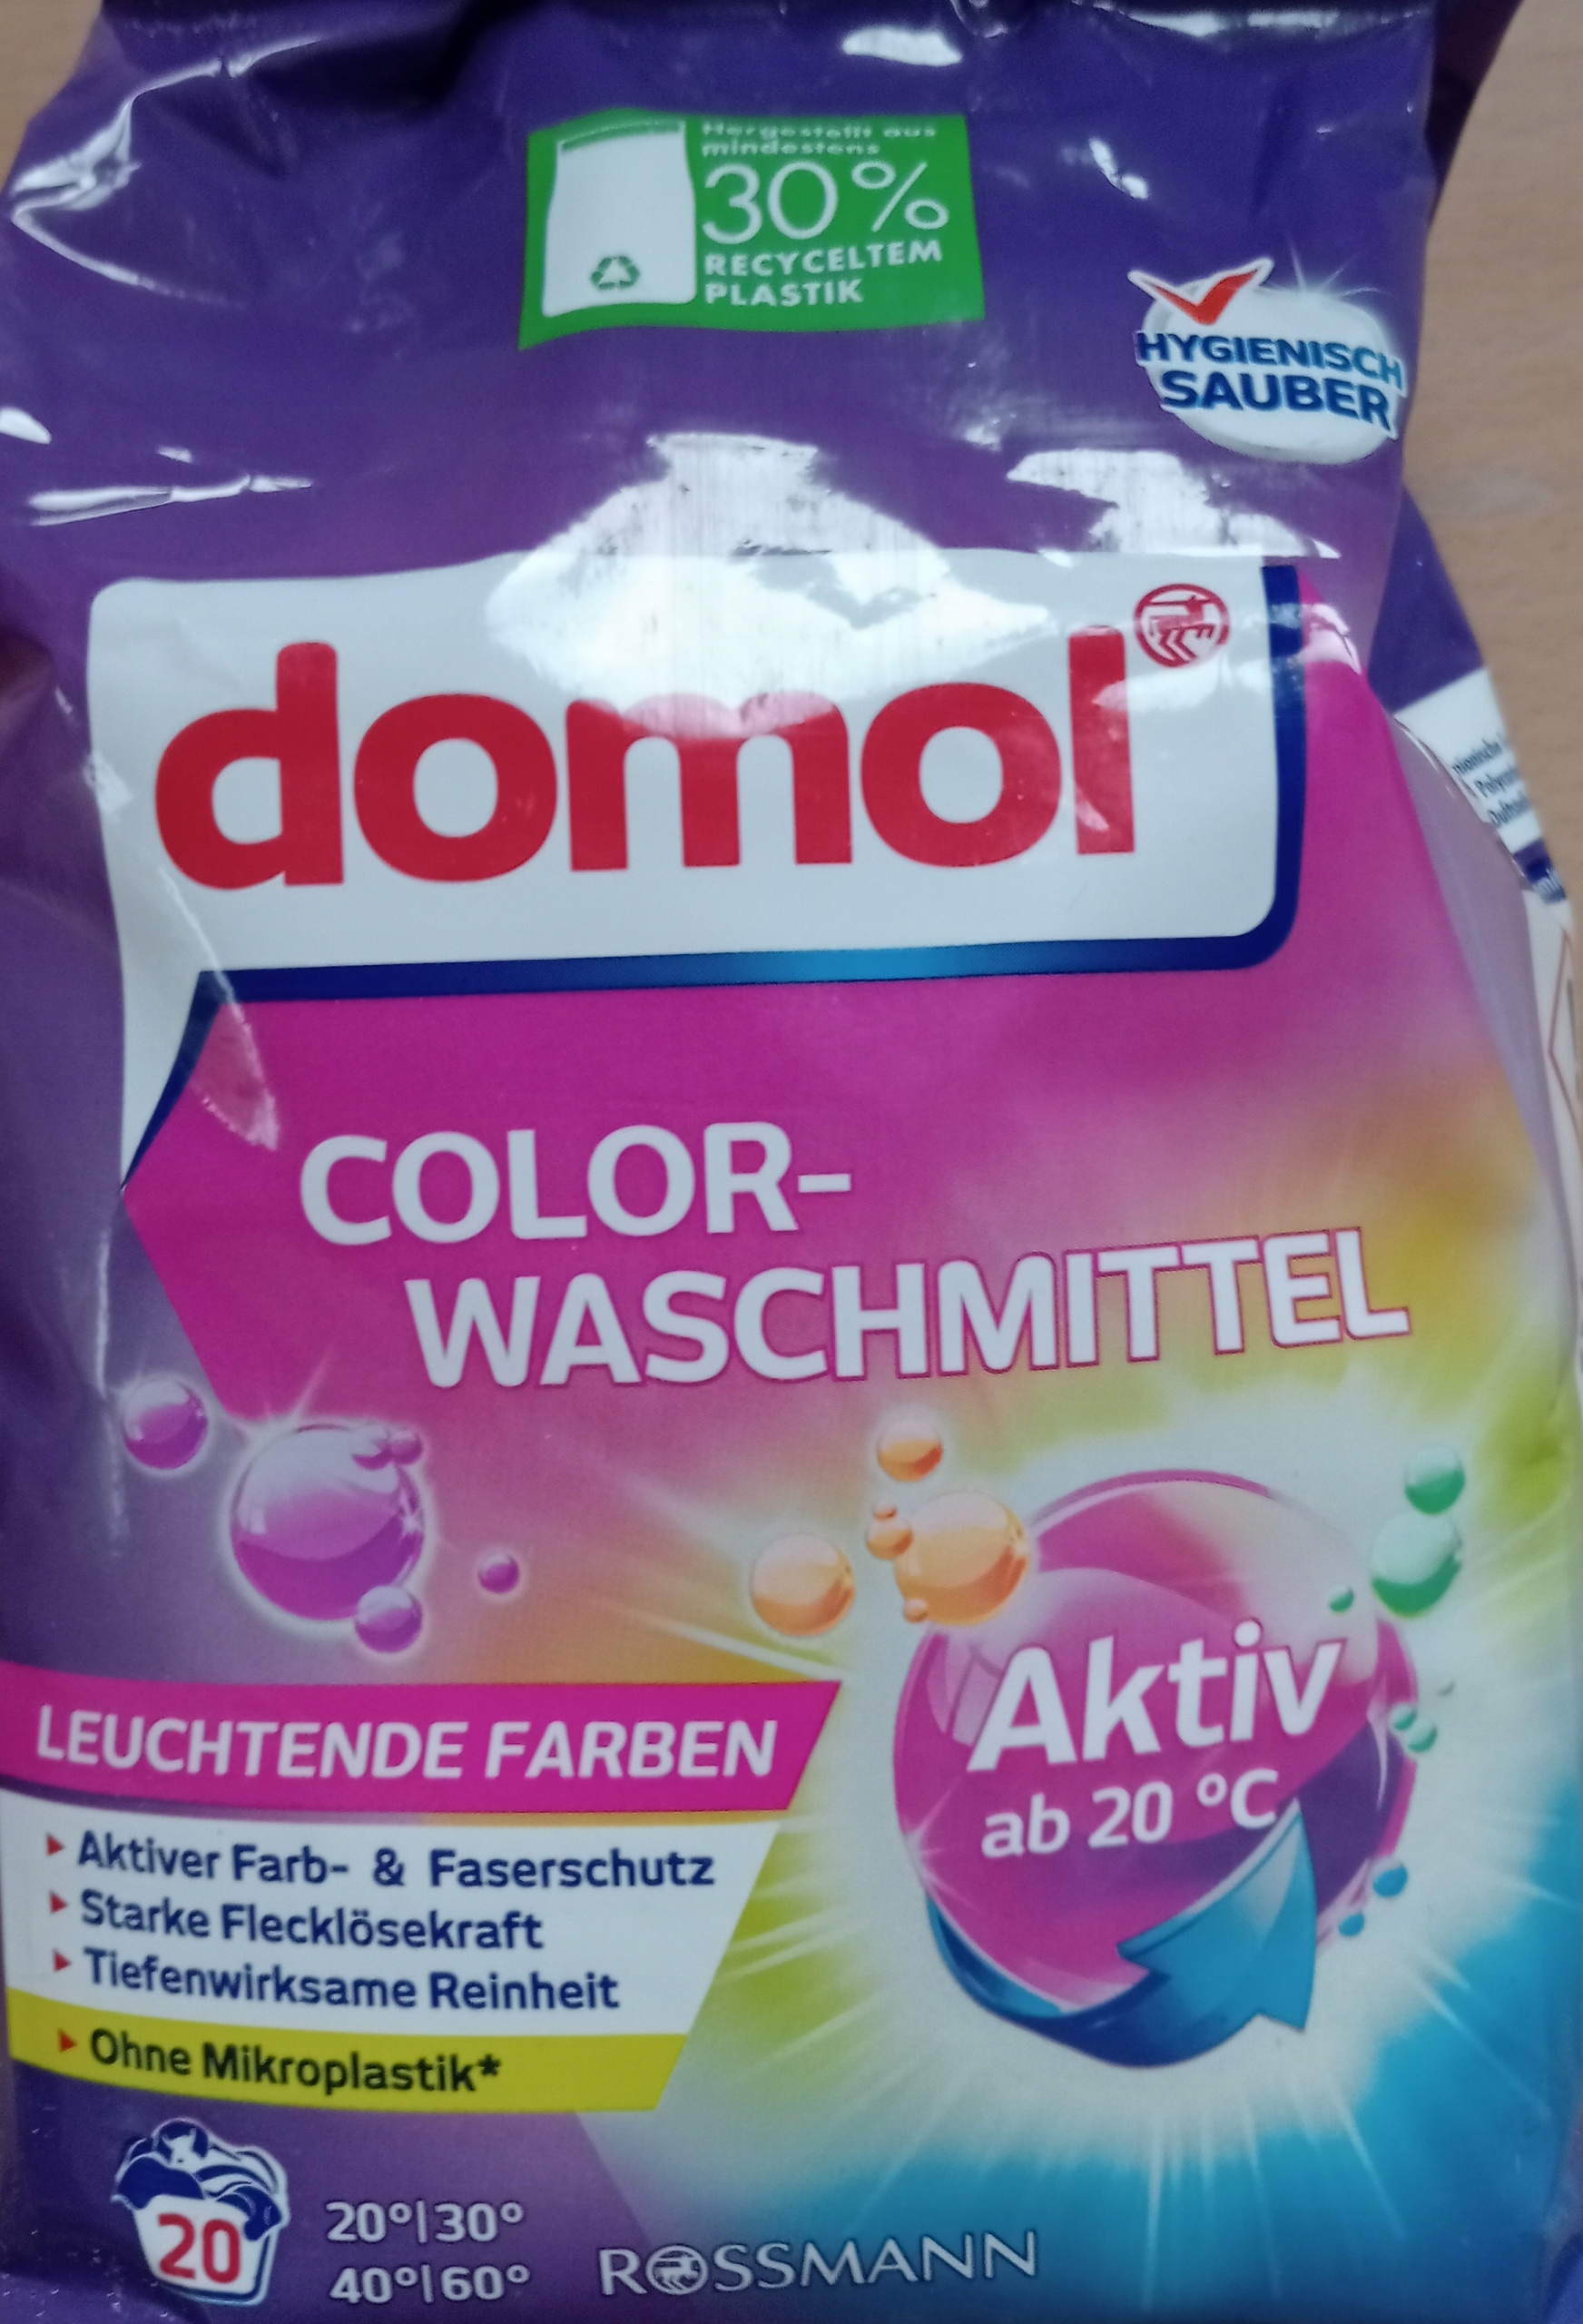 Hergestellt aus
mindestens
30%
RECYCELTEM
PLASTIK
HYGIENISCH
SAUBER
domol
COLOR-
WASCHMITTEL
Aktiv
ab 20 °C
LEUCHTENDE FARBEN
Aktiver Farb- & Faserschutz
Starke Flecklösekraft
Tiefenwirksame Reinheit
Ohne Mikroplastik*
20
20°|30°
40°|60°
ROSSMANN